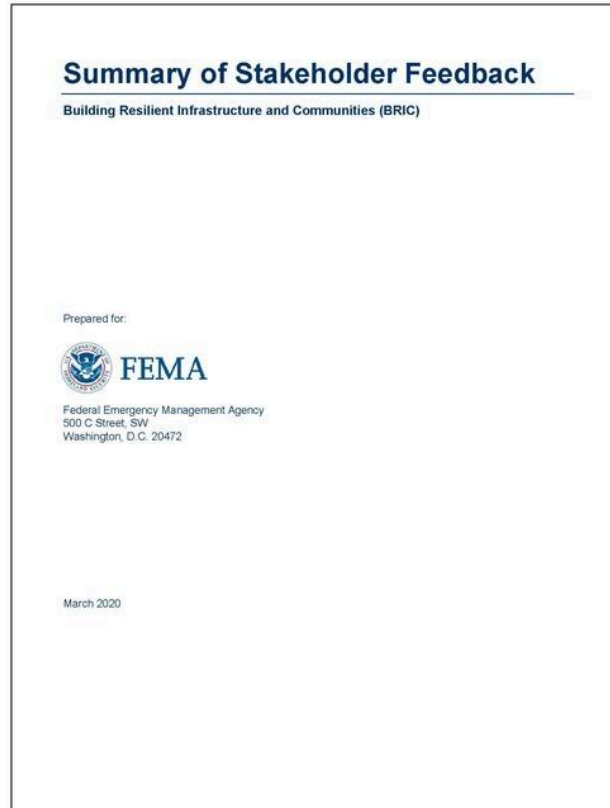 Summary of Stakeholder Feedback
Building Resilient Infrastructure and Communities (BRIC)
Prepared for:
FEMA
Federal Emergency Management Agency
500 C Street, SW
Washington, D.C. 20472
March 2020